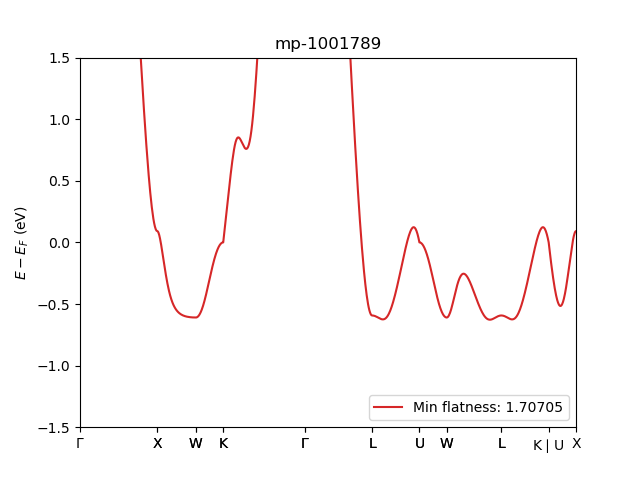 mp-1001789
1.5
1.0
0.5
0.0
−0.5
−1.0
−1.5
E − E_F (eV)
Min flatness: 1.70705
Γ X W K Γ L U W L K | U X